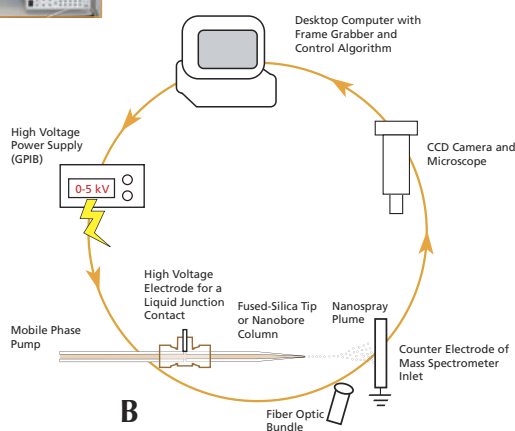 Desktop Computer with
Frame Grabber and
Control Algorithm
High Voltage
Power Supply
(GPIB)
0-5 kV
CCD Camera and
Microscope
High Voltage
Electrode for a
Liquid Junction
Contact
Fused-Silica Tip
or Nanobore
Column
Nanospray
Plume
Mobile Phase
Pump
Counter Electrode of
Mass Spectrometer
Inlet
B
Fiber Optic
Bundle